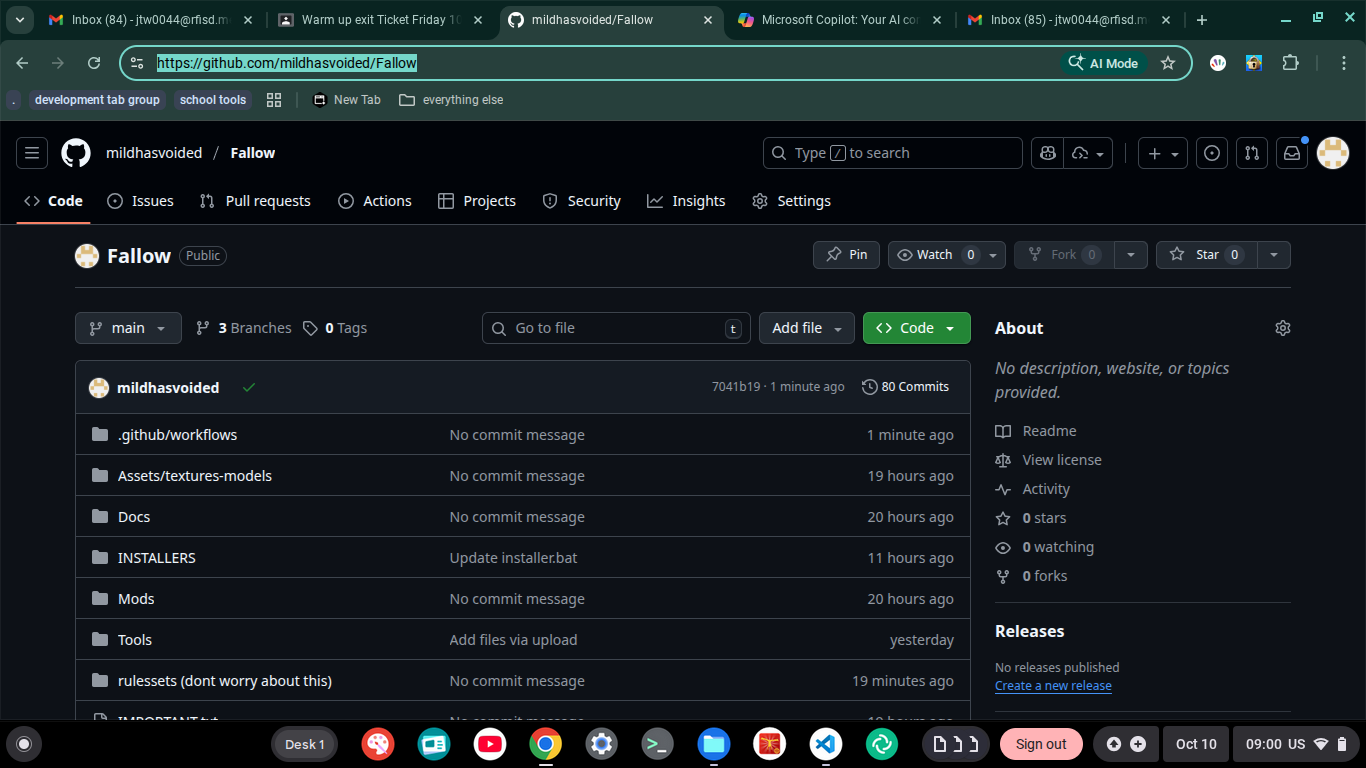 Inbox (84) - jtw0044@rfisd.m
Warm up exit Ticket Friday 10
mildhasvoided/Fallow
Microsoft Copilot: Your AI co
Inbox (85) - jtw0044@rfisd.m
https://github.com/mildhasvoided/Fallow
AI Mode
.
development tab group
school tools
New Tab
everything else
mildhasvoided / Fallow
Type / to search
Code
Issues
Pull requests
Actions
Projects
Security
Insights
Settings
Fallow Public
Pin
Watch 0
Fork 0
Star 0
main
3 Branches
0 Tags
Go to file t
Add file
Code
mildhasvoided
7041b19 · 1 minute ago
80 Commits
.github/workflows No commit message 1 minute ago
Assets/textures-models No commit message 19 hours ago
Docs No commit message 20 hours ago
INSTALLERS Update installer.bat 11 hours ago
Mods No commit message 20 hours ago
Tools Add files via upload yesterday
rulessets (dont worry about this) No commit message 19 minutes ago
About
No description, website, or topics
provided.
Readme
View license
Activity
0 stars
0 watching
0 forks
Releases
No releases published
Create a new release
Desk 1
Sign out
Oct 10
09:00 US